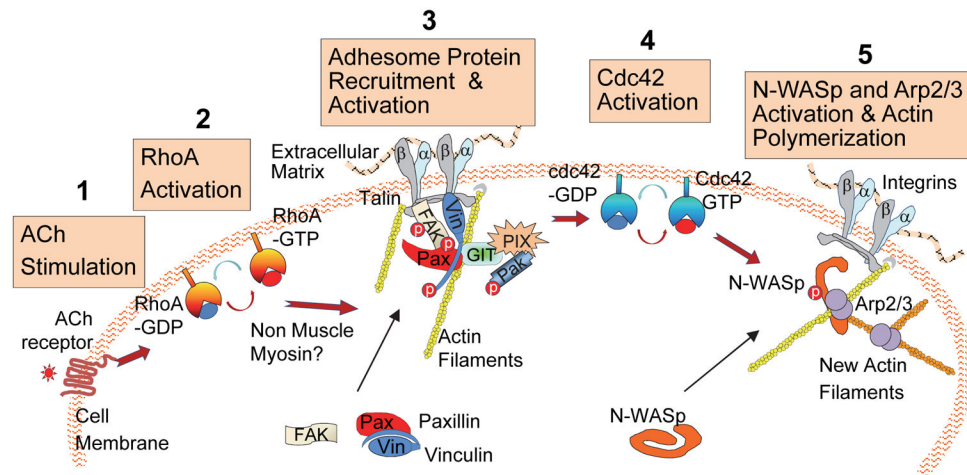 1
ACh
Stimulation
2
RhoA
Activation
3
Adhesome Protein
Recruitment &
Activation
4
Cdc42
Activation
5
N-WASp and Arp2/3
Activation & Actin
Polymerization
ACh
receptor
Cell
Membrane
RhoA
-GDP
RhoA
-GTP
Non Muscle
Myosin?
Extracellular
Matrix
β
α
β
α
Talin
FAK
Vin
p
p
Pax
GIT
PIX
Pak
p
p
Actin
Filaments
FAK
Pax
Vin
Paxillin
Vinculin
cdc42
-GDP
Cdc42
GTP
β
α
β
α
Integrins
N-WASp
p
Arp2/3
New Actin
Filaments
N-WASp